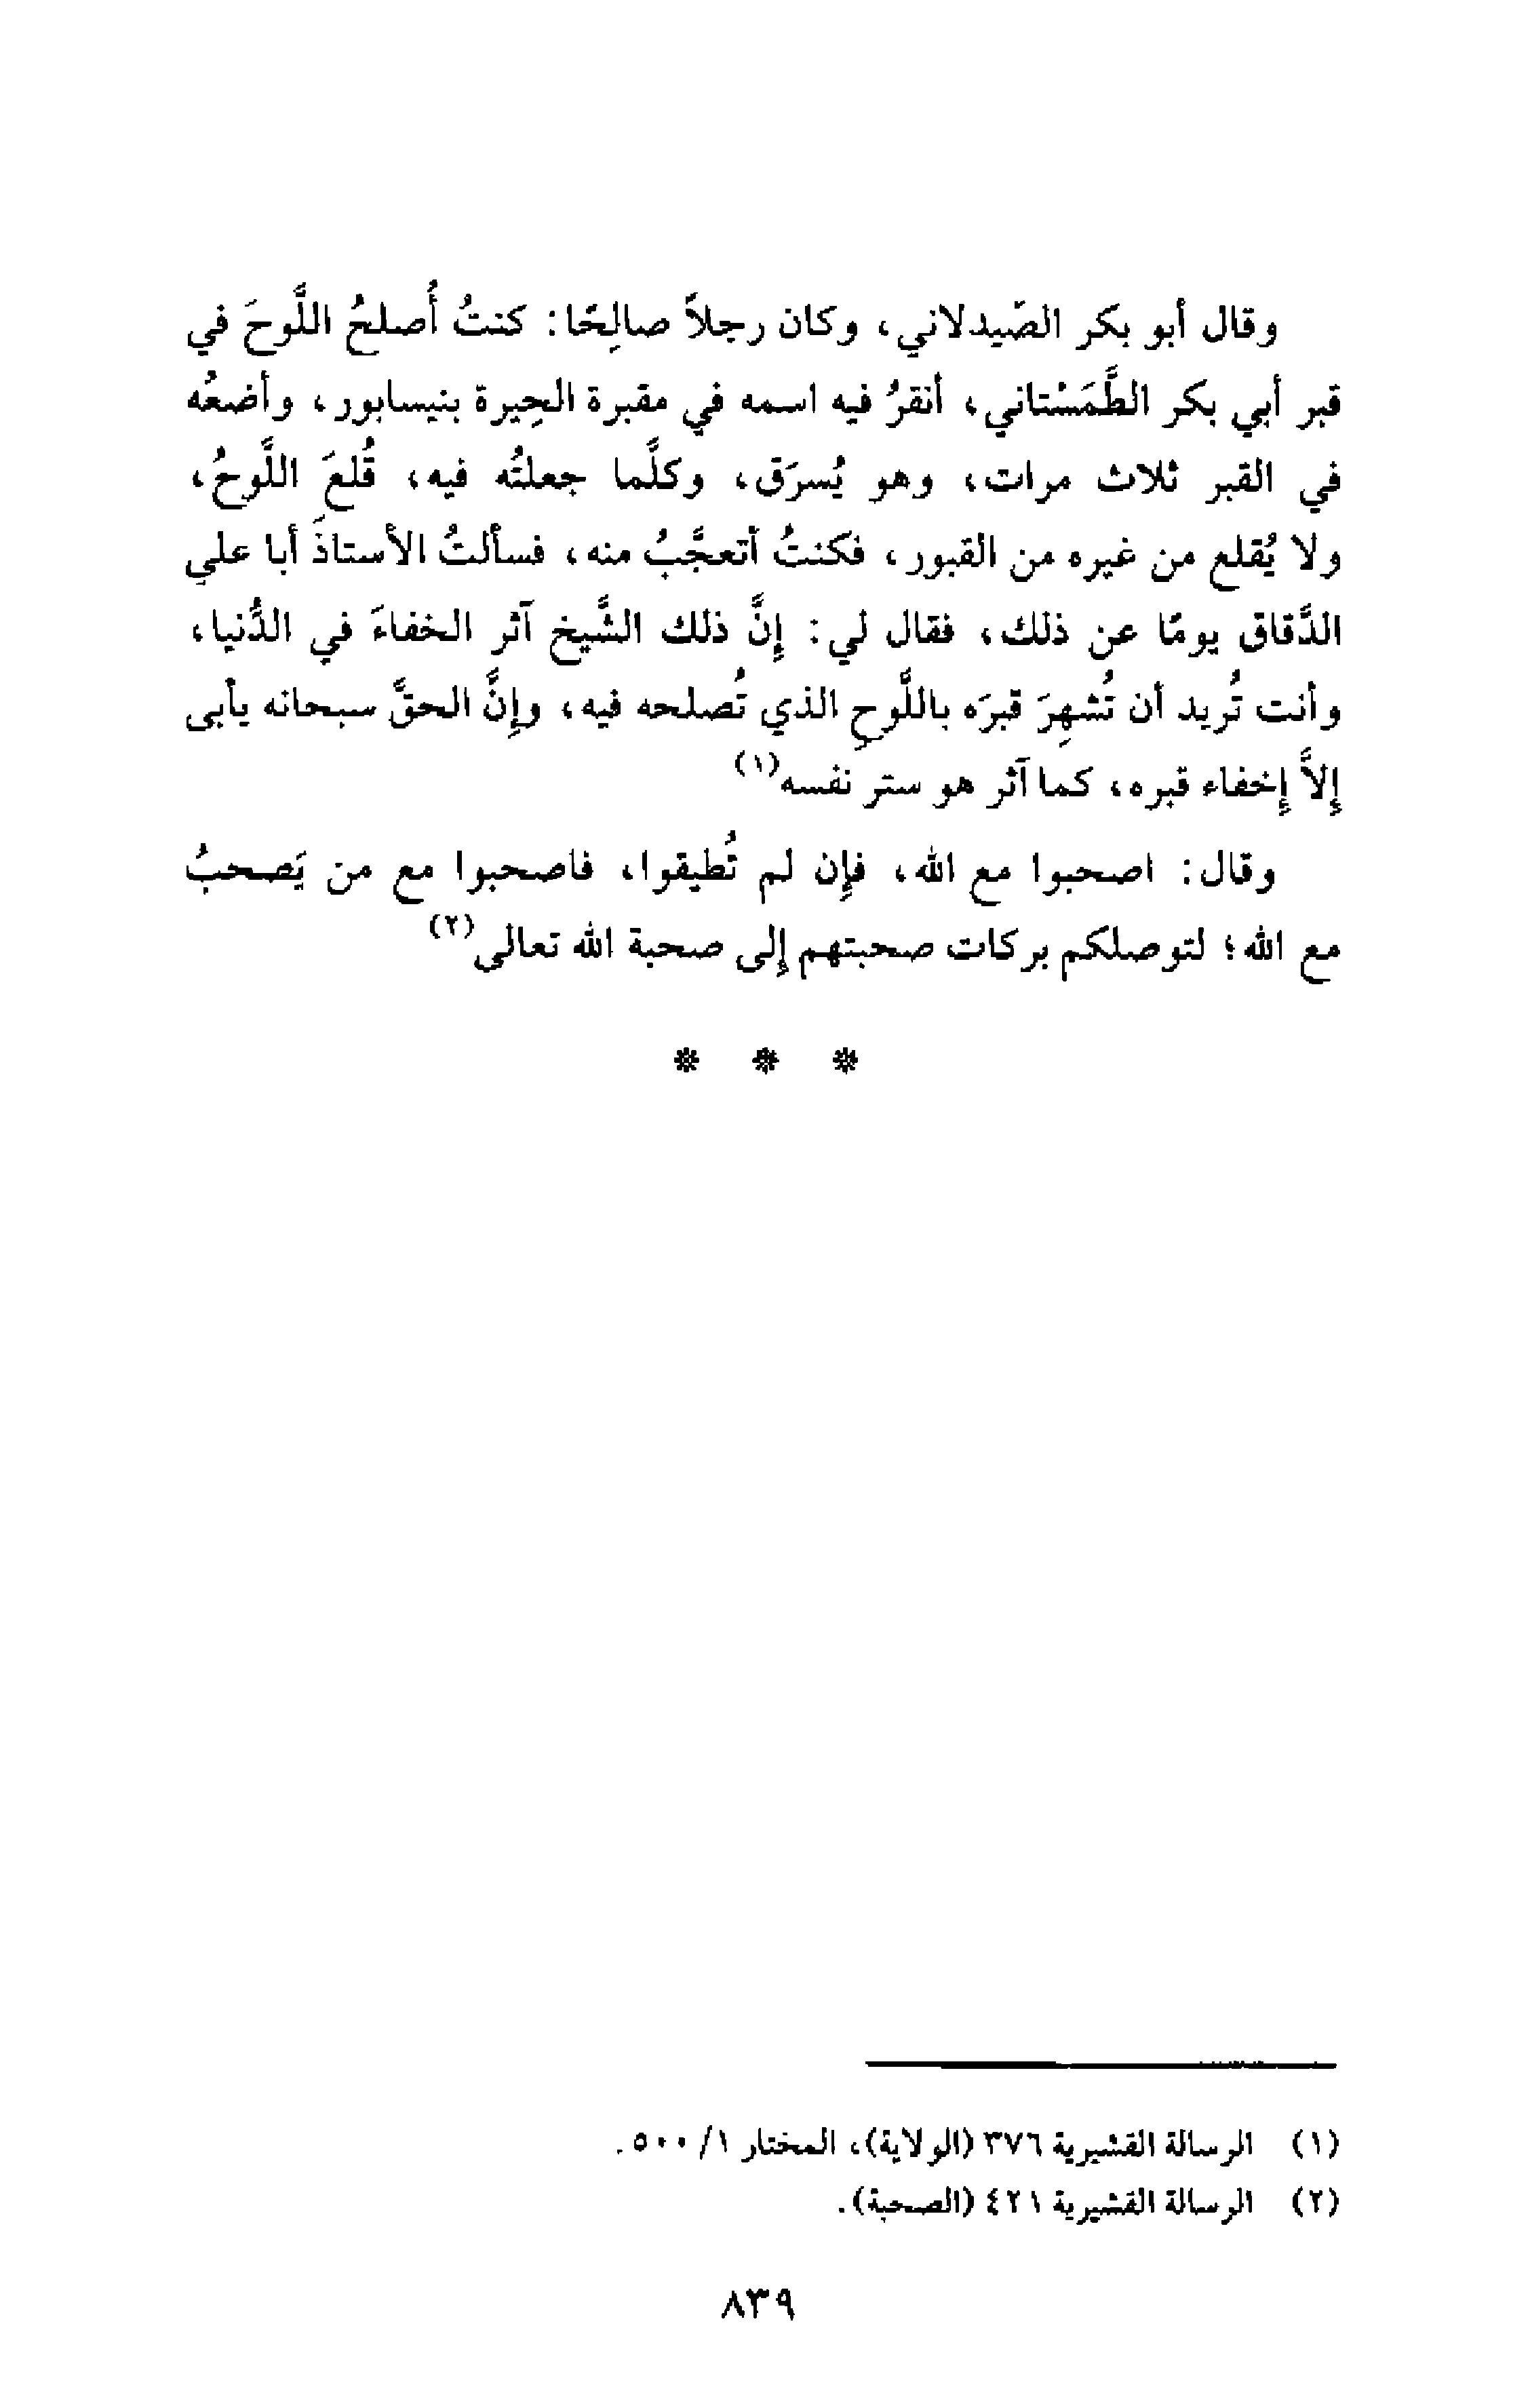 وقال أبو بكر الصّيدلاني، وكان رجلاً صالِحًا: كنتُ أُصلحُ اللَّوحَ في
قبر أبي بكر الطَّمَسْتاني، أنقرُ فيه اسمه في مقبرة الحِيرة بنيسابور، وأضعُه
في القبر ثلاث مرات، وهو يُسرَق، وكلَّما جعلتُه فيه، قُلعَ اللَّوحُ،
ولا يُقلع من غيره من القبور، فكنتُ أتعجَّبُ منه، فسألتُ الأستاذَ أبا علي
الدَّقاق يومًا عن ذلك، فقال لي: إنَّ ذلك الشَّيخ آثر الخفاءَ في الدُّنيا،
وأنت تُريد أن تُشهِرَ قبرَه باللَّوحِ الذي تُصلحه فيه، وإنَّ الحقَّ سبحانه يأبى
إلاَّ إخفاء قبره، كما آثر هو ستر نفسه(١)
وقال: اصحبوا مع الله، فإن لم تُطيقوا، فاصحبوا مع من يَصحبُ
مع الله؛ لتوصلكم بركات صحبتهم إلى صحبة الله تعالى(٢)
* * *
(١) الرسالة القشيرية ٣٧٦ (الولاية)، المختار ١/ ٥٠٠.
(٢) الرسالة القشيرية ٤٢١ (الصحبة).
٨٣٩